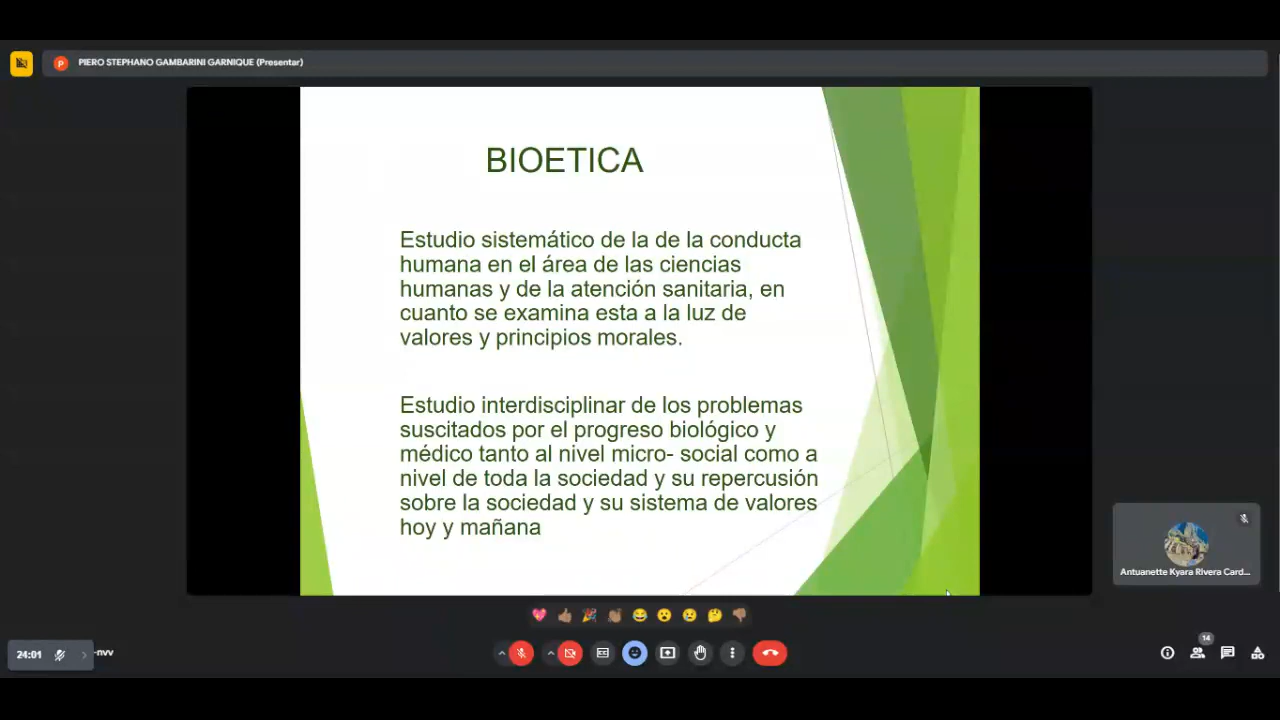 PIERO STEPHANO GAMBARINI GARNIQUE (Presentar)
BIOETICA
Estudio sistemático de la de la conducta
humana en el área de las ciencias
humanas y de la atención sanitaria, en
cuanto se examina esta a la luz de
valores y principios morales.
Estudio interdisciplinar de los problemas
suscitados por el progreso biológico y
médico tanto al nivel micro- social como a
nivel de toda la sociedad y su repercusión
sobre la sociedad y su sistema de valores
hoy y mañana
Antuanette Kyara Rivera Card...
24:01
-nvv
14